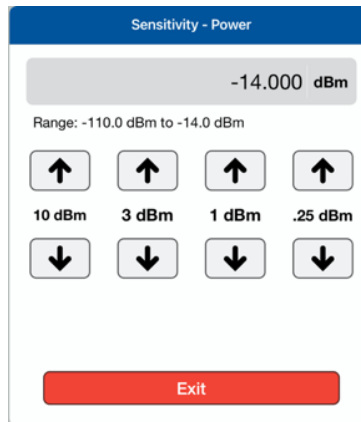 Sensitivity - Power
-14.000 dBm
Range: -110.0 dBm to -14.0 dBm
10 dBm 3 dBm 1 dBm .25 dBm
Exit